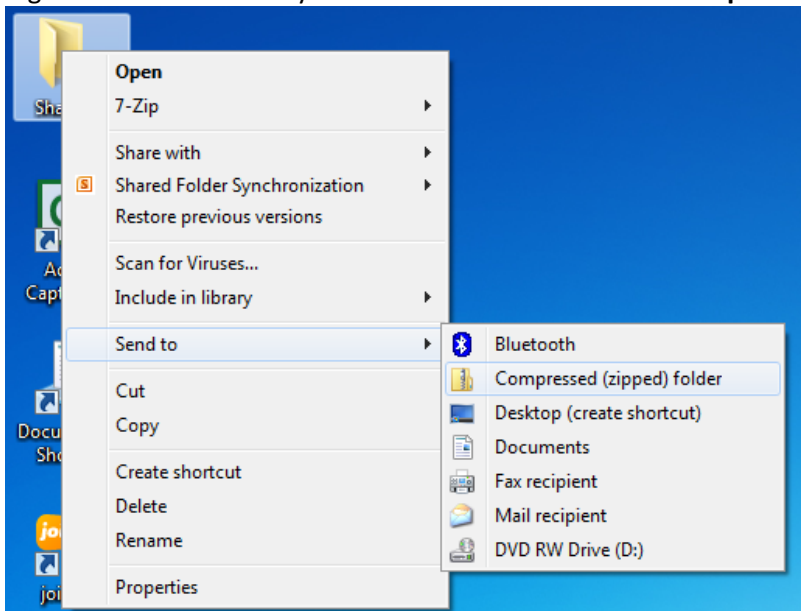 Open
7-Zip
Share with
Shared Folder Synchronization
Restore previous versions
Scan for Viruses...
Include in library
Send to
Cut
Copy
Create shortcut
Delete
Rename
Properties
Bluetooth
Compressed (zipped) folder
Desktop (create shortcut)
Documents
Fax recipient
Mail recipient
DVD RW Drive (D:)